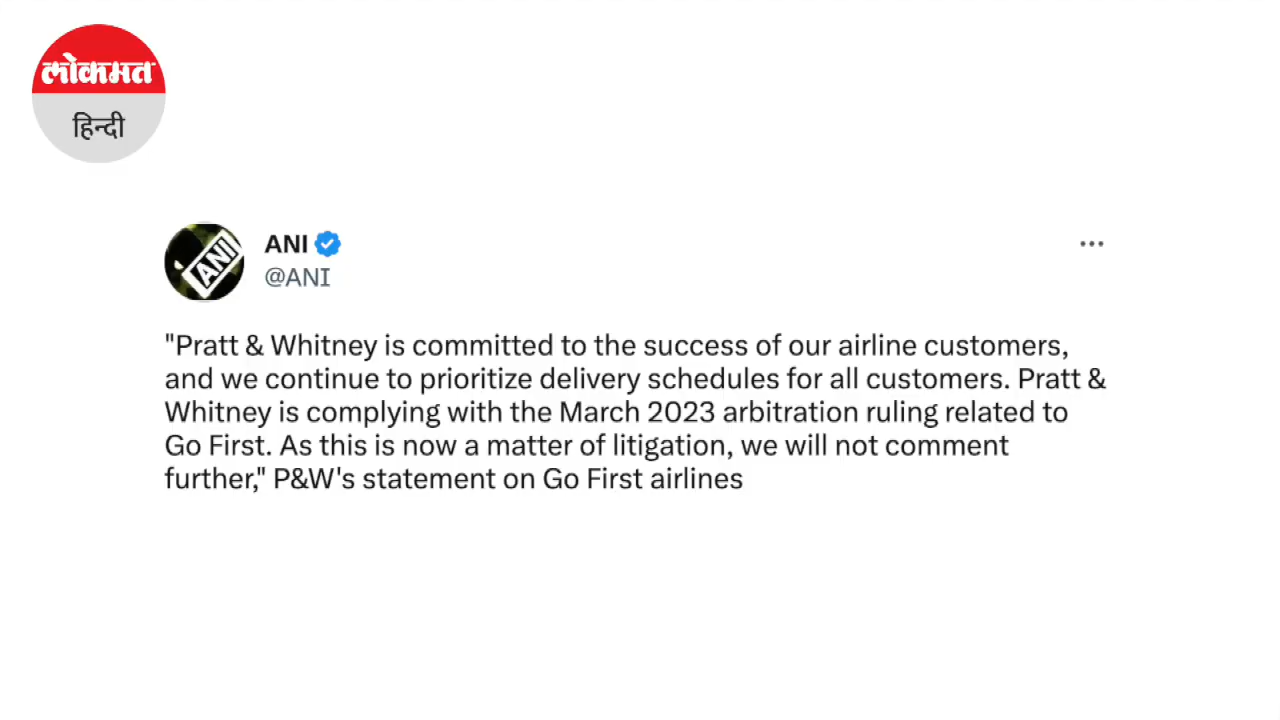 लोकमत
हिन्दी
ANI
ANI
@ANI
"Pratt & Whitney is committed to the success of our airline customers,
and we continue to prioritize delivery schedules for all customers. Pratt &
Whitney is complying with the March 2023 arbitration ruling related to
Go First. As this is now a matter of litigation, we will not comment
further," P&W's statement on Go First airlines